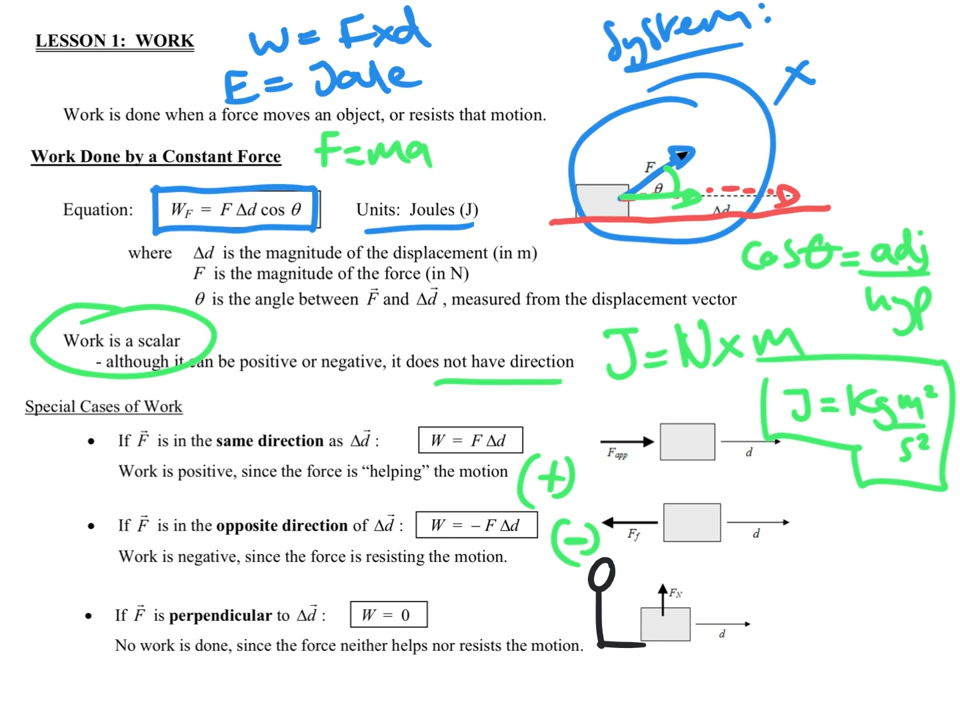 LESSON 1: WORK
W = Fxd
E = Joule
System:
X
Work is done when a force moves an object, or resists that motion.
Work Done by a Constant Force
F=ma
F
θ
Δd
Equation: W_F = F Δd cos θ Units: Joules (J)
where Δd is the magnitude of the displacement (in m)
F is the magnitude of the force (in N)
θ is the angle between F⃗ and Δd⃗ , measured from the displacement vector
cosθ = adj
hyp
Work is a scalar
- although it can be positive or negative, it does not have direction
J = N x m
J = Kgm²
s²
Special Cases of Work
• If F⃗ is in the same direction as Δd⃗ : W = F Δd
F_app d
Work is positive, since the force is “helping” the motion (+)
• If F⃗ is in the opposite direction of Δd⃗ : W = – F Δd (-)
F_f d
Work is negative, since the force is resisting the motion.
• If F⃗ is perpendicular to Δd⃗ : W = 0
F_N d
No work is done, since the force neither helps nor resists the motion.